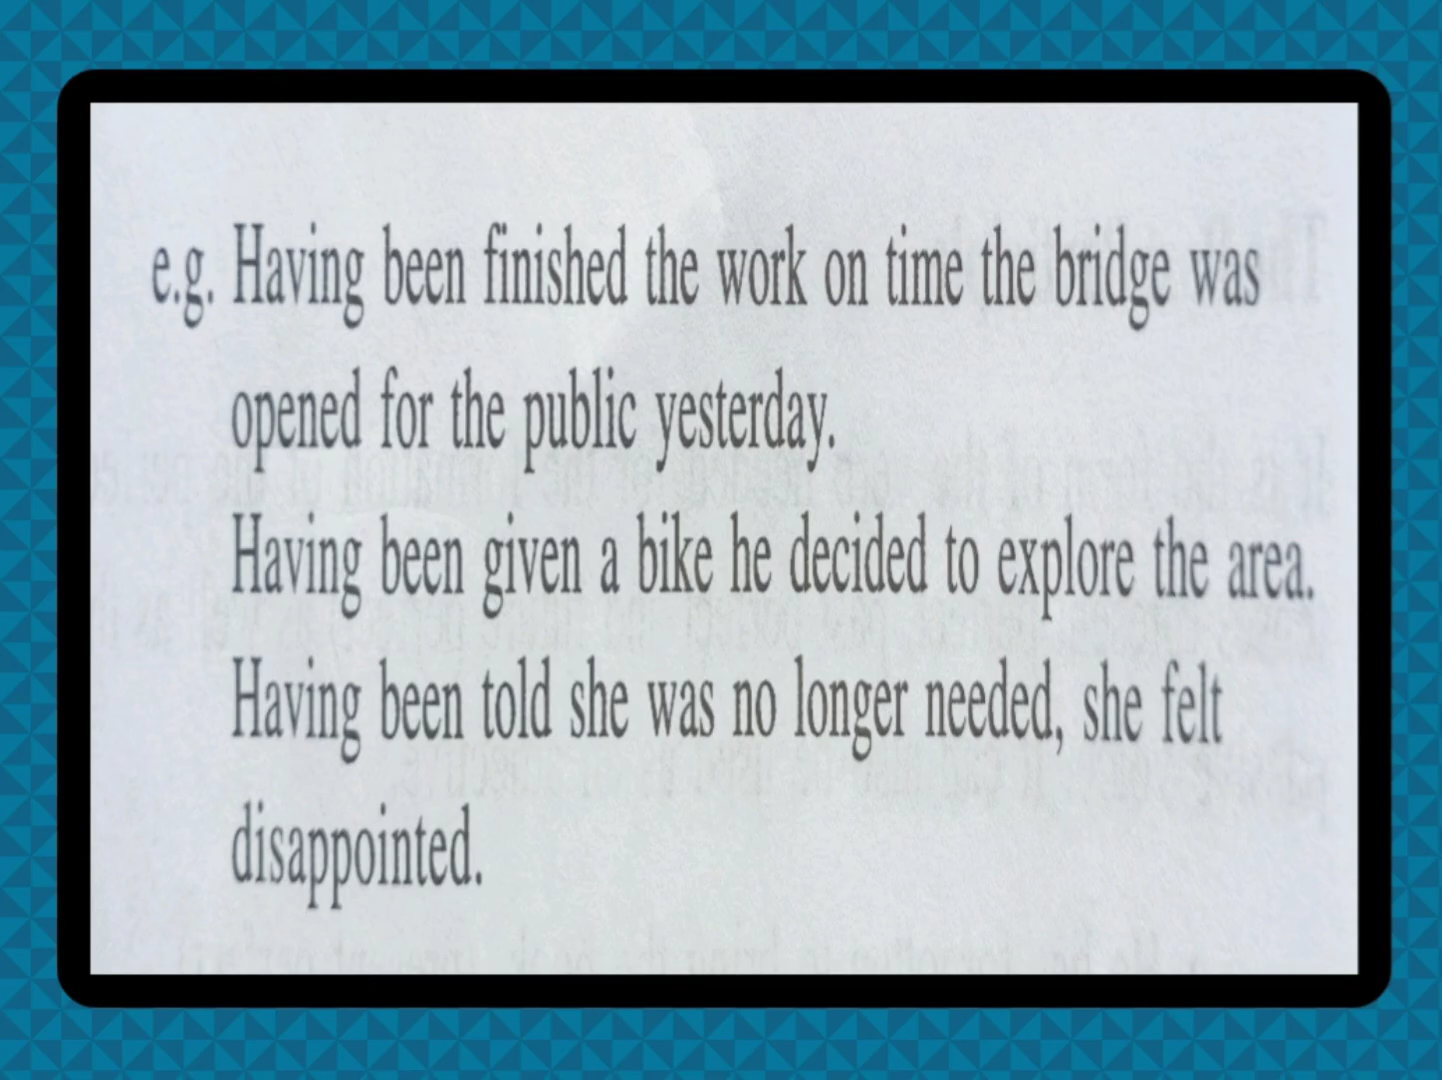 e.g. Having been finished the work on time the bridge was
opened for the public yesterday.
Having been given a bike he decided to explore the area.
Having been told she was no longer needed, she felt
disappointed.